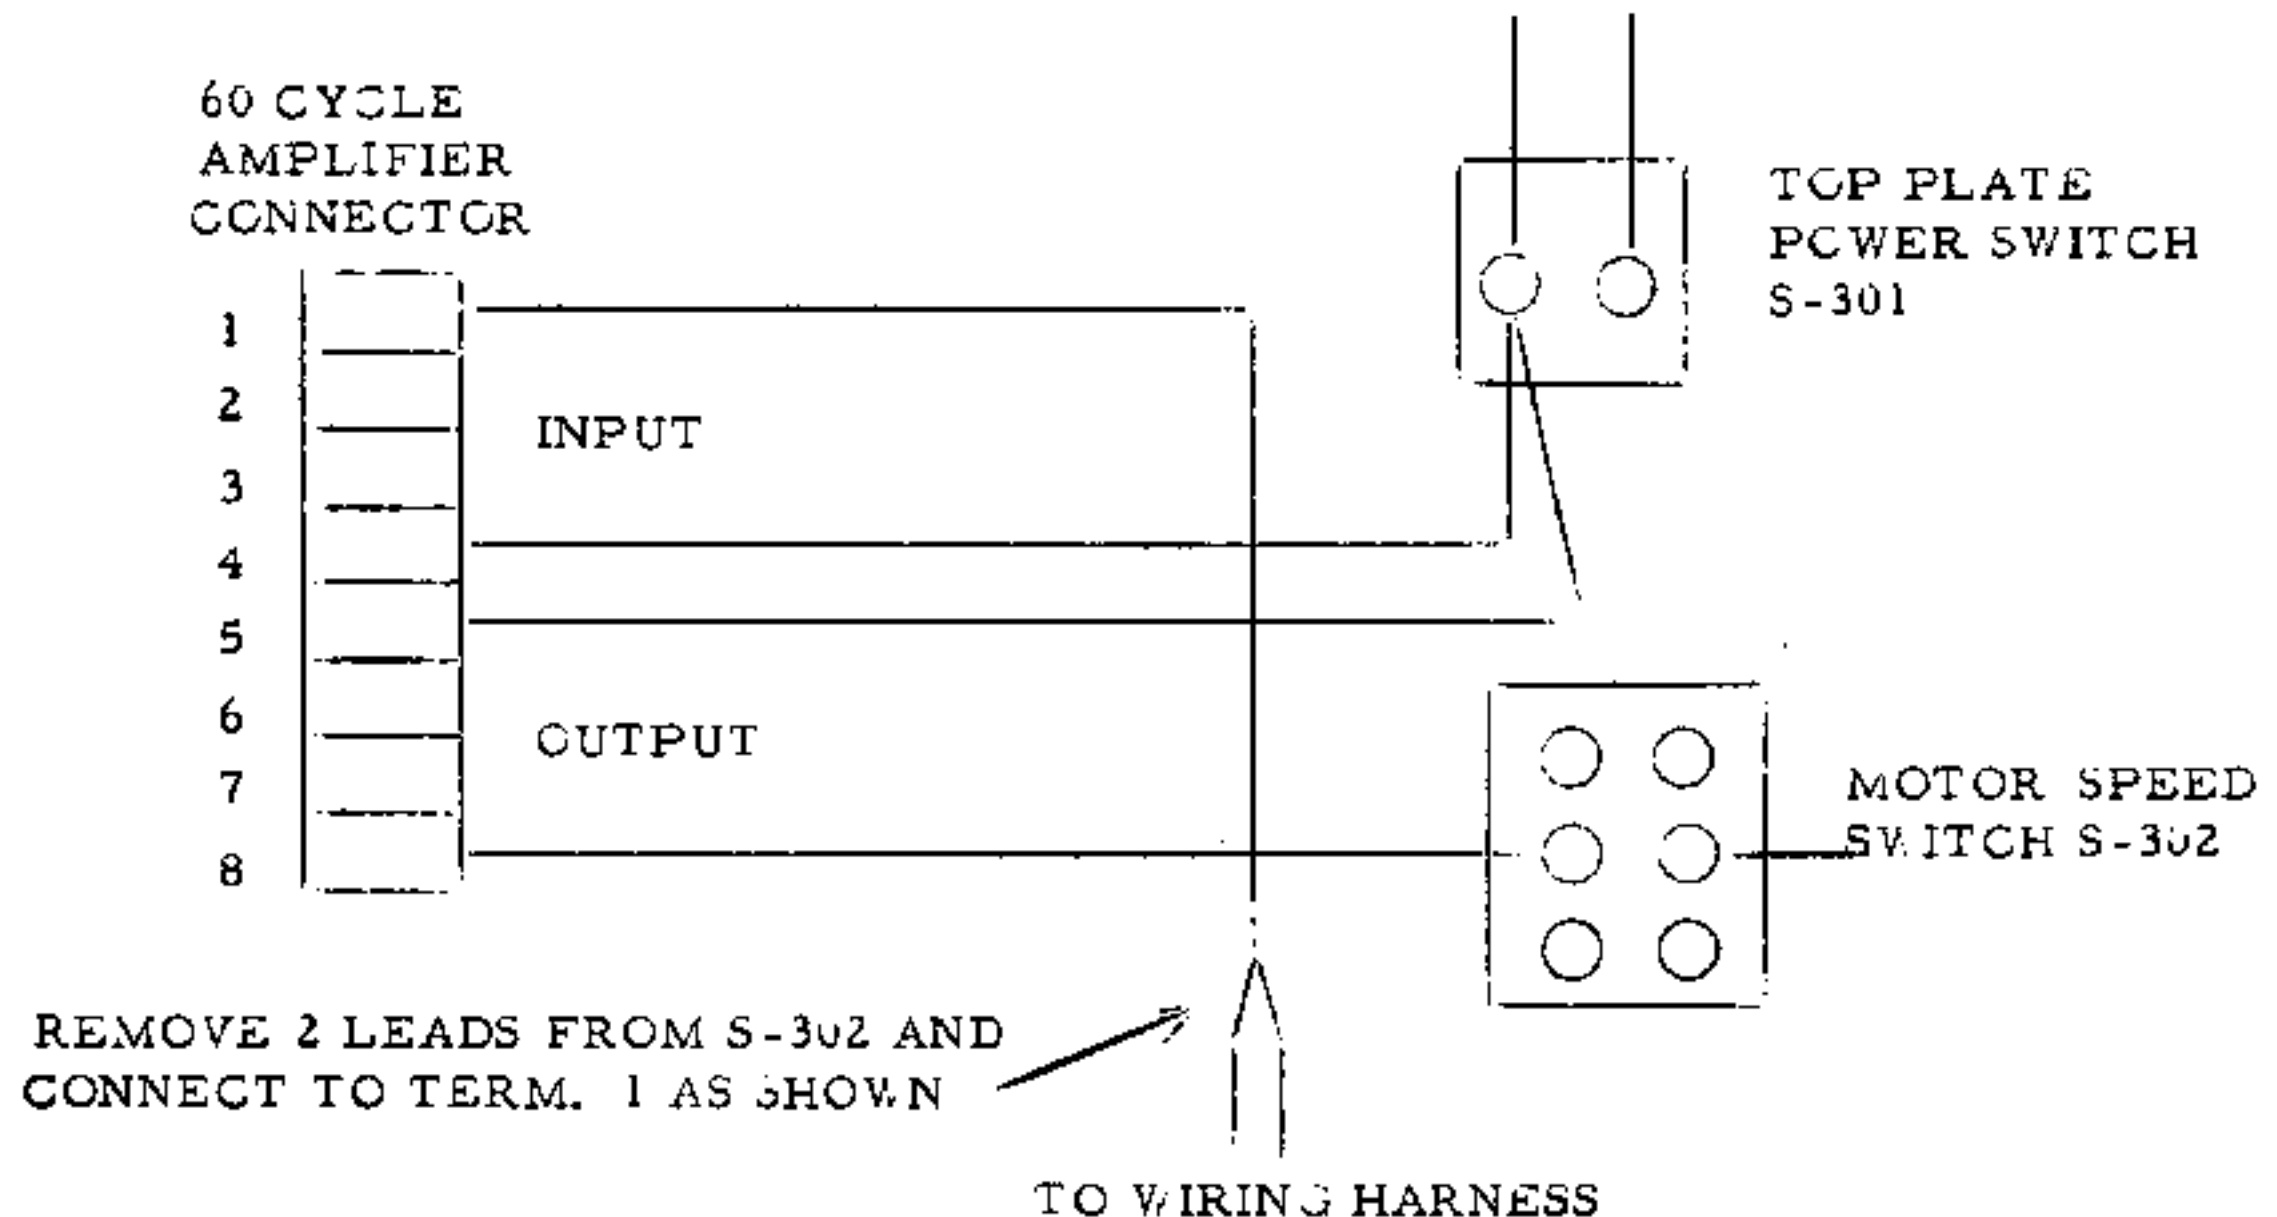 60 CYCLE
AMPLIFIER
CONNECTOR
1
2
3
4
5
6
7
8
INPUT
OUTPUT
TOP PLATE
POWER SWITCH
S-301
MOTOR SPEED
SWITCH S-302
REMOVE 2 LEADS FROM S-302 AND
CONNECT TO TERM. 1 AS SHOWN
TO WIRING HARNESS